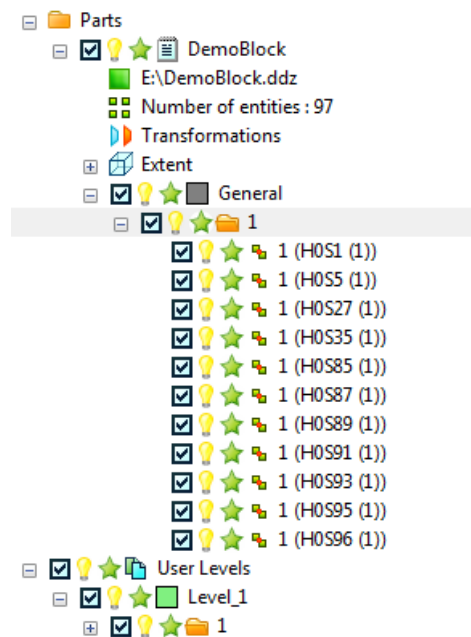 Parts
DemoBlock
E:\DemoBlock.ddz
Number of entities : 97
Transformations
Extent
General
1
1 (H0S1 (1))
1 (H0S5 (1))
1 (H0S27 (1))
1 (H0S35 (1))
1 (H0S85 (1))
1 (H0S87 (1))
1 (H0S89 (1))
1 (H0S91 (1))
1 (H0S93 (1))
1 (H0S95 (1))
1 (H0S96 (1))
User Levels
Level_1
1